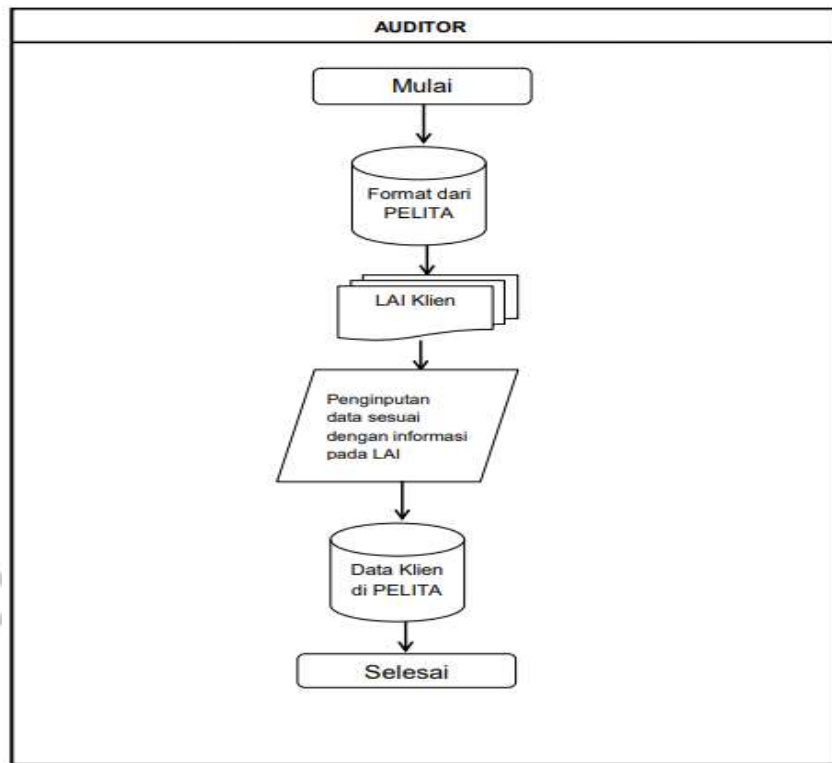 AUDITOR
Mulai
Format dari
PELITA
LAI Klien
Penginputan
data sesuai
dengan informasi
pada LAI
Data Klien
di PELITA
Selesai